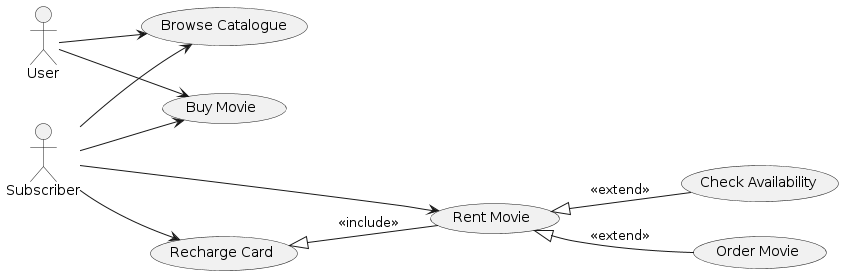 Browse Catalogue
User
Buy Movie
Subscriber
«extend»
Check Availability
Rent Movie
«include»
«extend»
Recharge Card
Order Movie